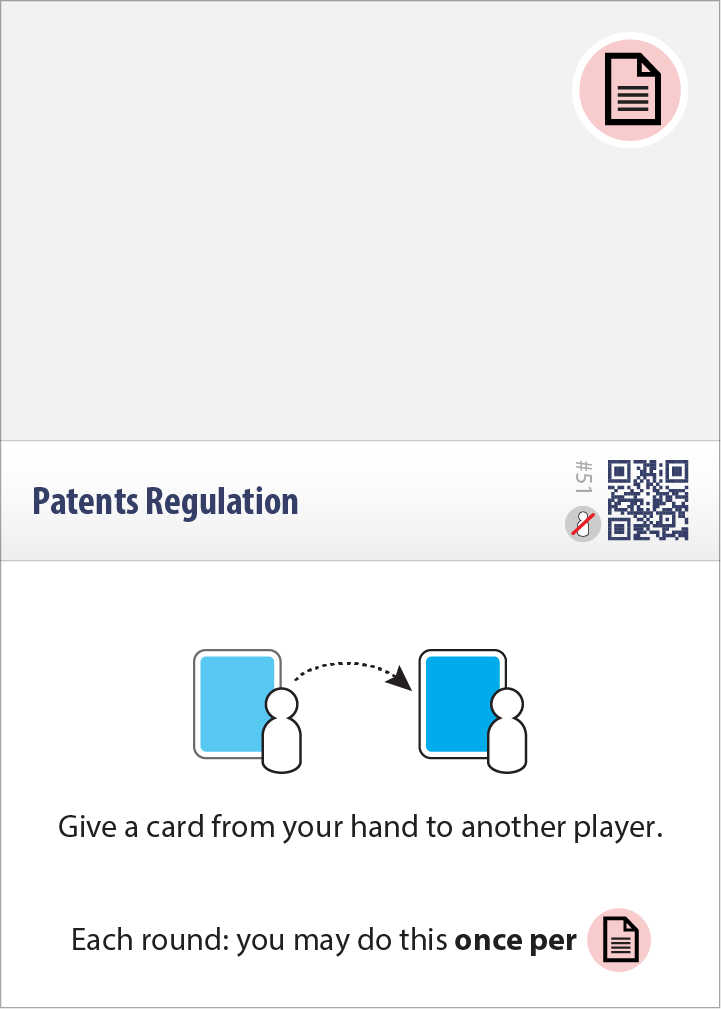 Patents Regulation
#51
Give a card from your hand to another player.
Each round: you may do this once per